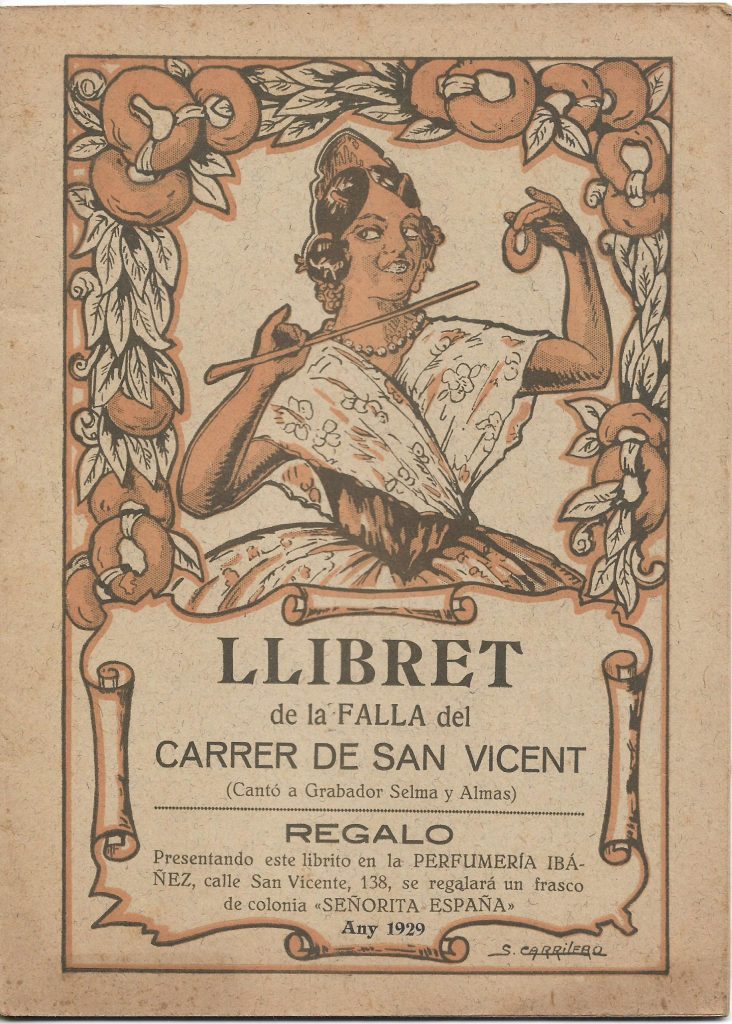 LLIBRET
de la FALLA del
CARRER DE SAN VICENT
(Cantó a Grabador Selma y Almas)
REGALO
Presentando este librito en la PERFUMERÍA IBÁ-
ÑEZ, calle San Vicente, 138, se regalará un frasco
de colonia «SEÑORITA ESPAÑA»
Any 1929
S. CARRILERO